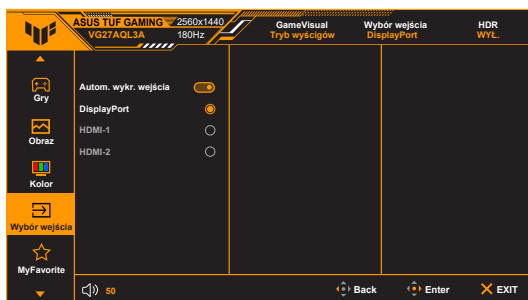 ASUS TUF GAMING 2560x1440
VG27AQL3A 180Hz
GameVisual
Tryb wyścigów
Wybór wejścia
DisplayPort
HDR
WYŁ.
Gry
Obraz
Kolor
Wybór wejścia
MyFavorite
Autom. wykr. wejścia
DisplayPort
HDMI-1
HDMI-2
50
Back
Enter
EXIT